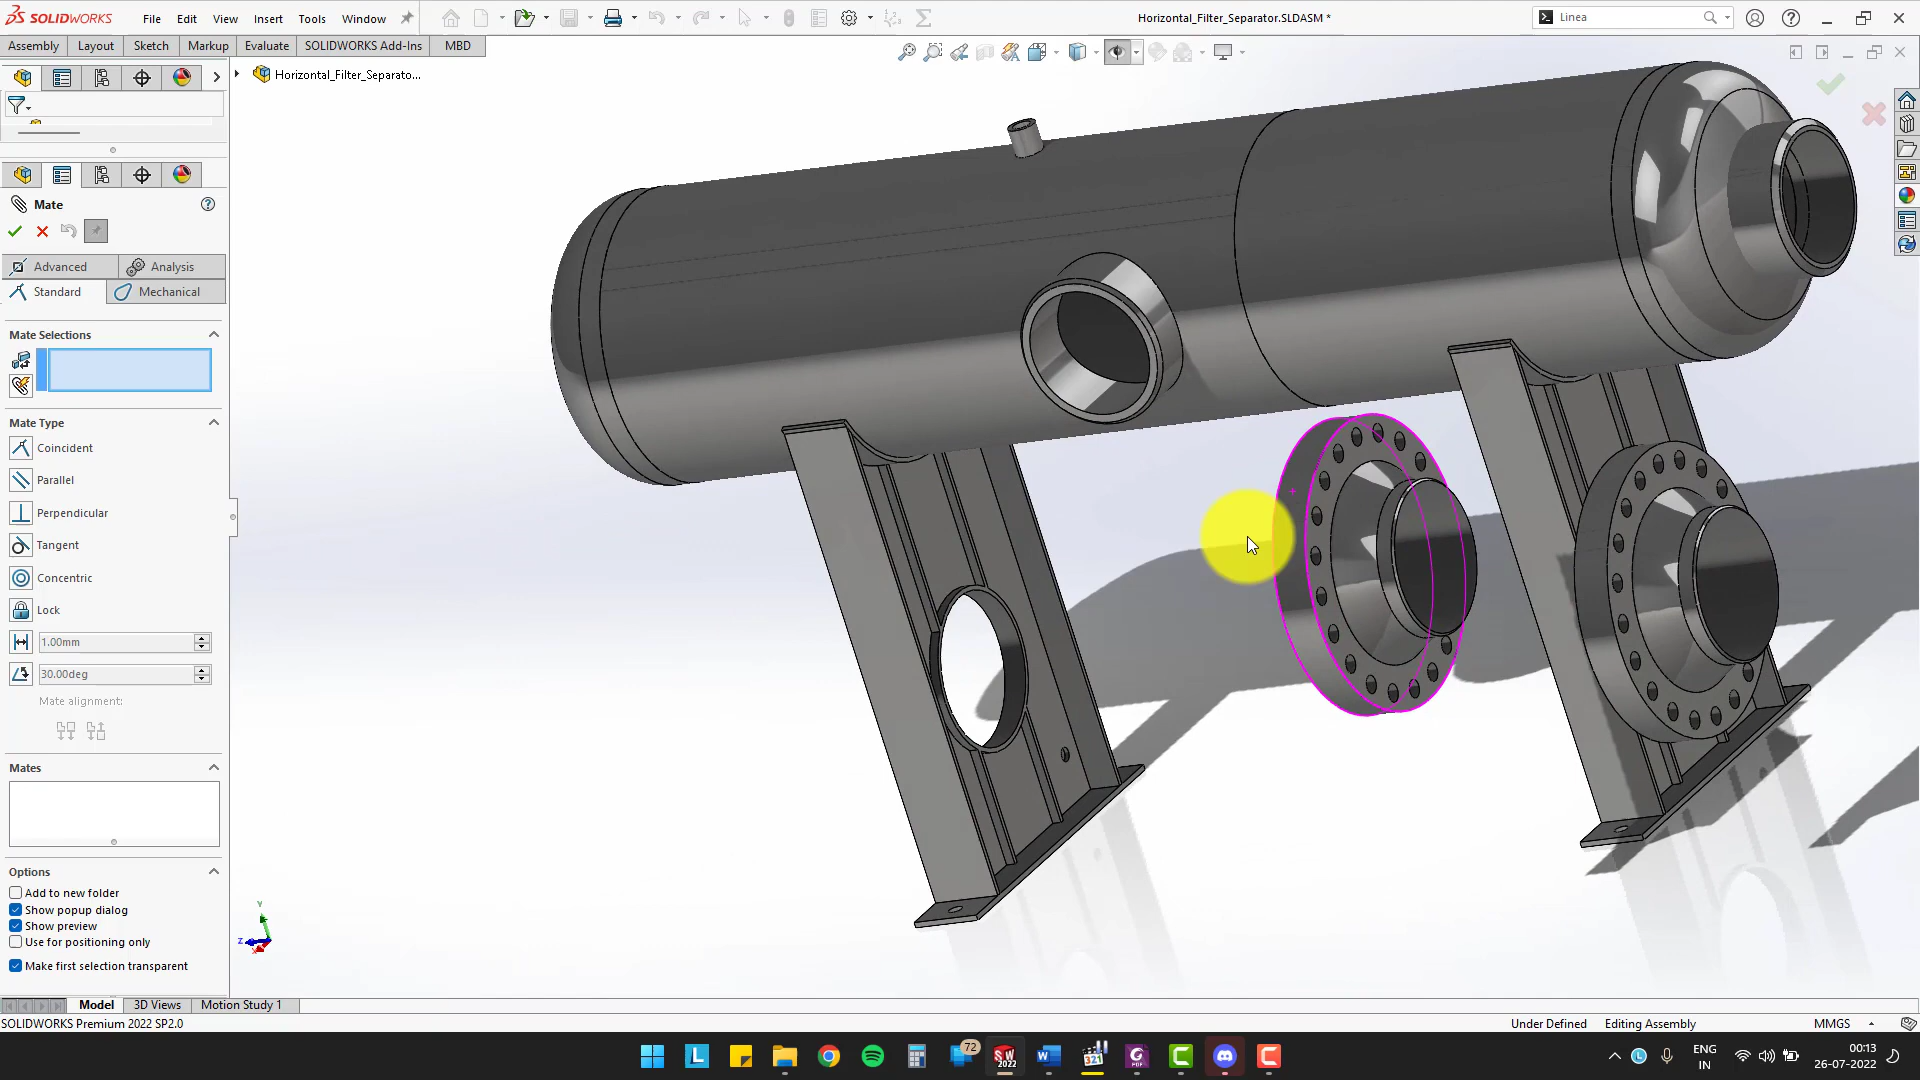 SOLIDWORKS File Edit View Insert Tools Window
Horizontal_Filter_Separator.SLDASM *
Linea
Assembly Layout Sketch Markup Evaluate SOLIDWORKS Add-Ins MBD
Horizontal_Filter_Separato...
Mate
Advanced Analysis
Standard Mechanical
Mate Selections
Mate Type
Coincident
Parallel
Perpendicular
Tangent
Concentric
Lock
1.00mm
30.00deg
Mate alignment:
Mates
Options
Add to new folder
Show popup dialog
Show preview
Use for positioning only
Make first selection transparent
Y
Z
Model 3D Views Motion Study 1
SOLIDWORKS Premium 2022 SP2.0
Under Defined Editing Assembly MMGS
L
72
SW
2022
321
ENG
IN
00:13
26-07-2022